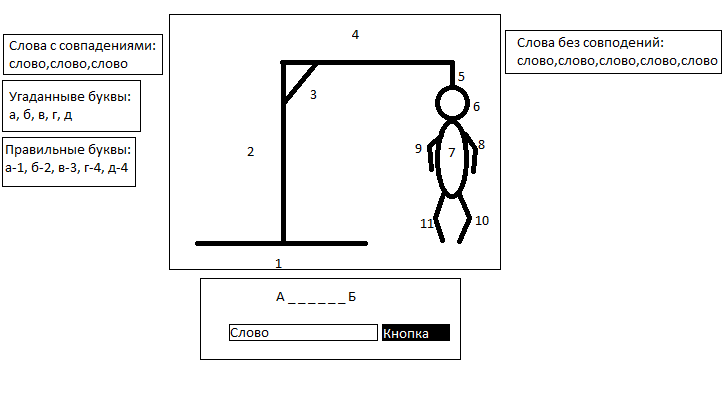 Слова с совпадениями:
слово,слово,слово
Угаданныве буквы:
а, б, в, г, д
Правильные буквы:
а-1, б-2, в-3, г-4, д-4
4
5
3
6
2
9
7
8
11
10
1
Слова без совподений:
слово,слово,слово,слово,слово
А _ _ _ _ _ _ Б
Слово
Кнопка